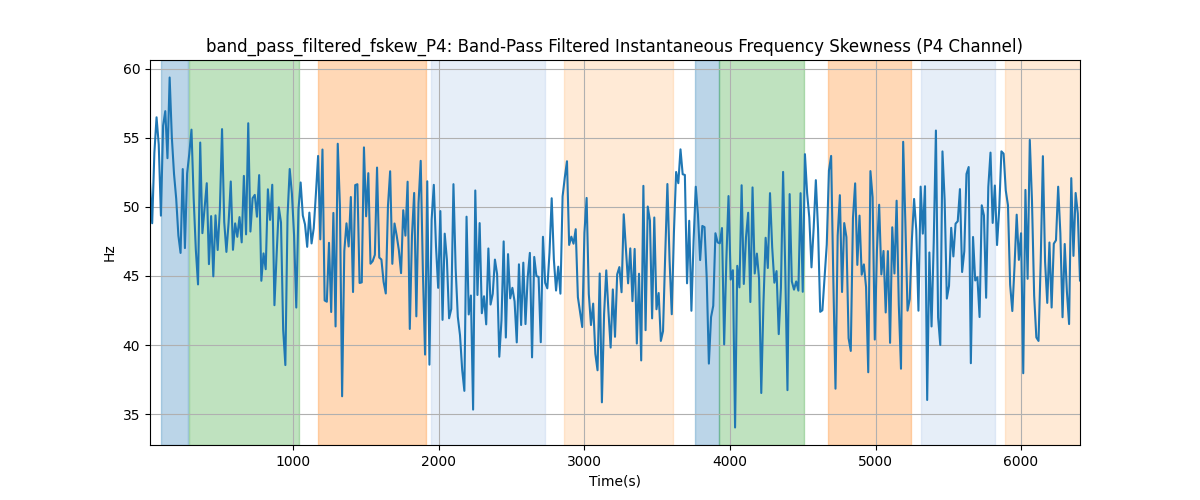 band_pass_filtered_fskew_P4: Band-Pass Filtered Instantaneous Frequency Skewness (P4 Channel)
60
55
50
45
40
35
Hz
1000 2000 3000 4000 5000 6000
Time(s)